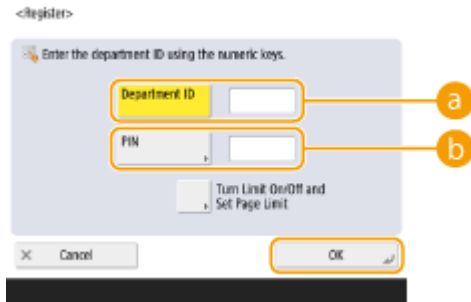 <Register>
Enter the department ID using the numeric keys.
Department ID
a
PIN
b
Turn Limit On/Off and
Set Page Limit
× Cancel
OK